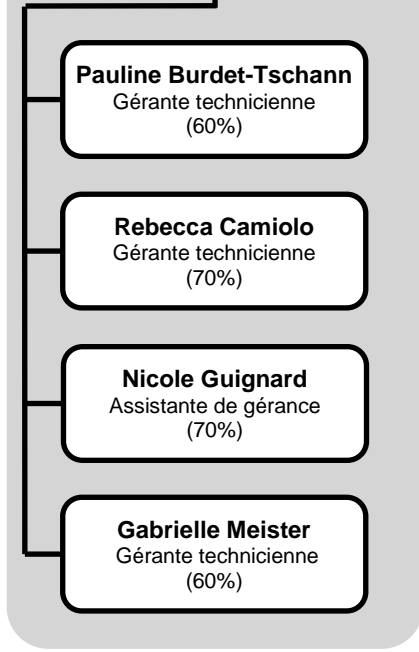 Pauline Burdet-Tschann
Gérante technicienne
(60%)
Rebecca Camiolo
Gérante technicienne
(70%)
Nicole Guignard
Assistante de gérance
(70%)
Gabrielle Meister
Gérante technicienne
(60%)